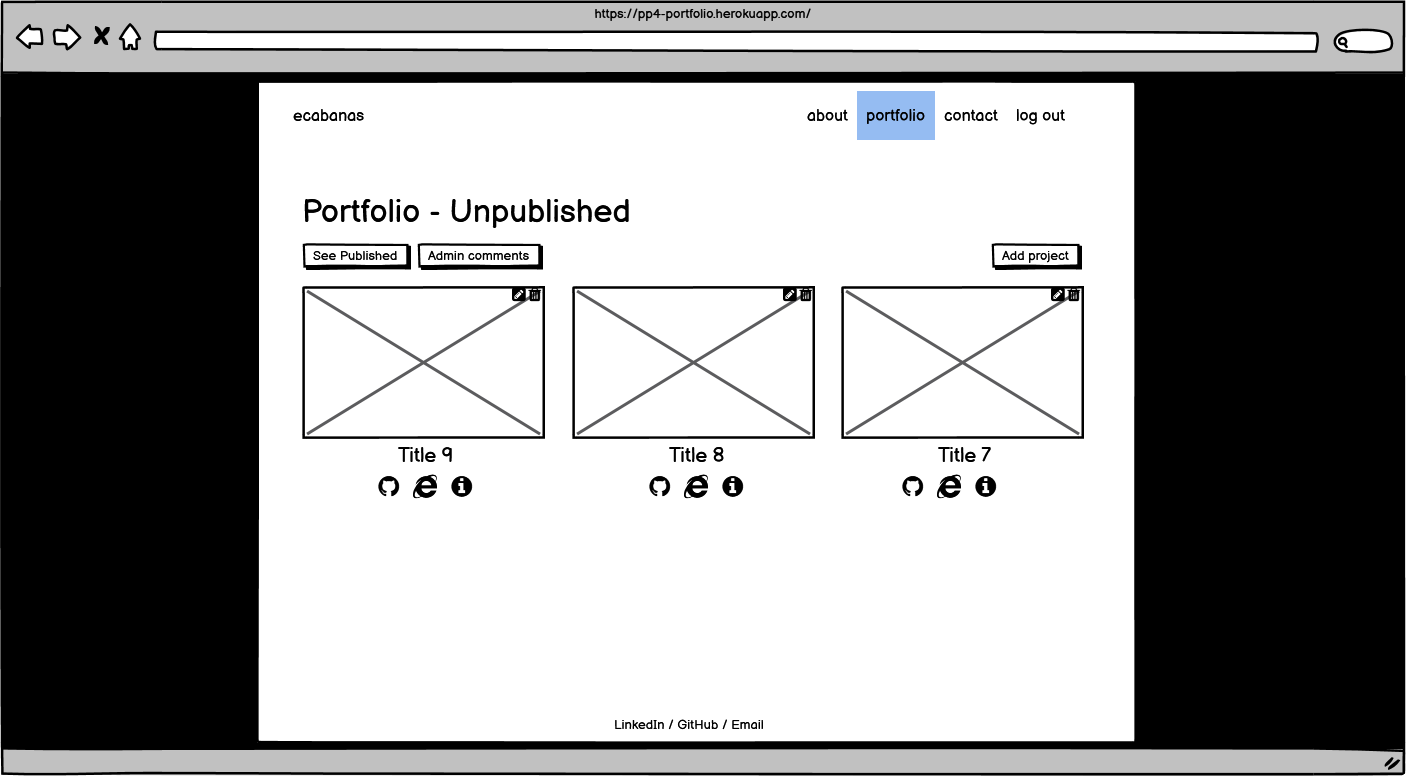 https://pp4-portfolio.herokuapp.com/
ecabanas about portfolio contact log out
Portfolio - Unpublished
See Published Admin comments Add project
Title 9 Title 8 Title 7
LinkedIn / GitHub / Email